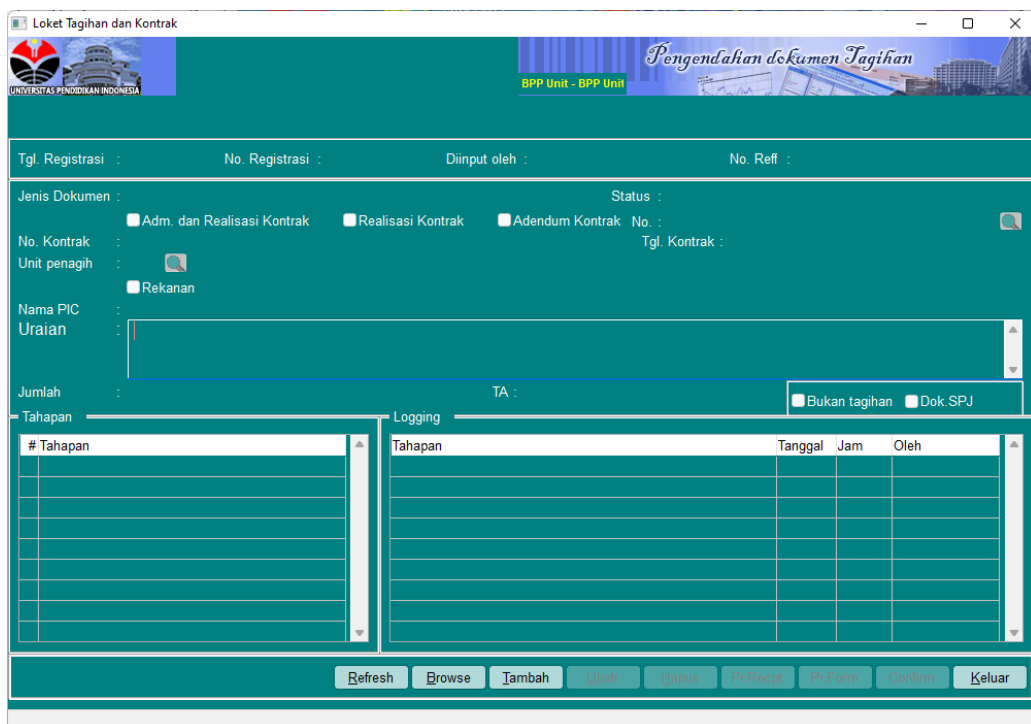 Loket Tagihan dan Kontrak
UNIVERSITAS PENDIDIKAN INDONESIA
Pengendalian dokumen Tagihan
BPP Unit - BPP Unit
Tgl. Registrasi : No. Registrasi : Diinput oleh : No. Reff :
Jenis Dokumen : Status :
Adm. dan Realisasi Kontrak Realisasi Kontrak Adendum Kontrak No. :
No. Kontrak : Tgl. Kontrak :
Unit penagih :
Rekanan
Nama PIC :
Uraian :
Jumlah : TA :
Bukan tagihan Dok.SPJ
Tahapan Logging
# Tahapan Tahapan Tanggal Jam Oleh
Refresh Browse Tambah Ubah Hapus Pr.Recpt Pr.Form Confirm Keluar